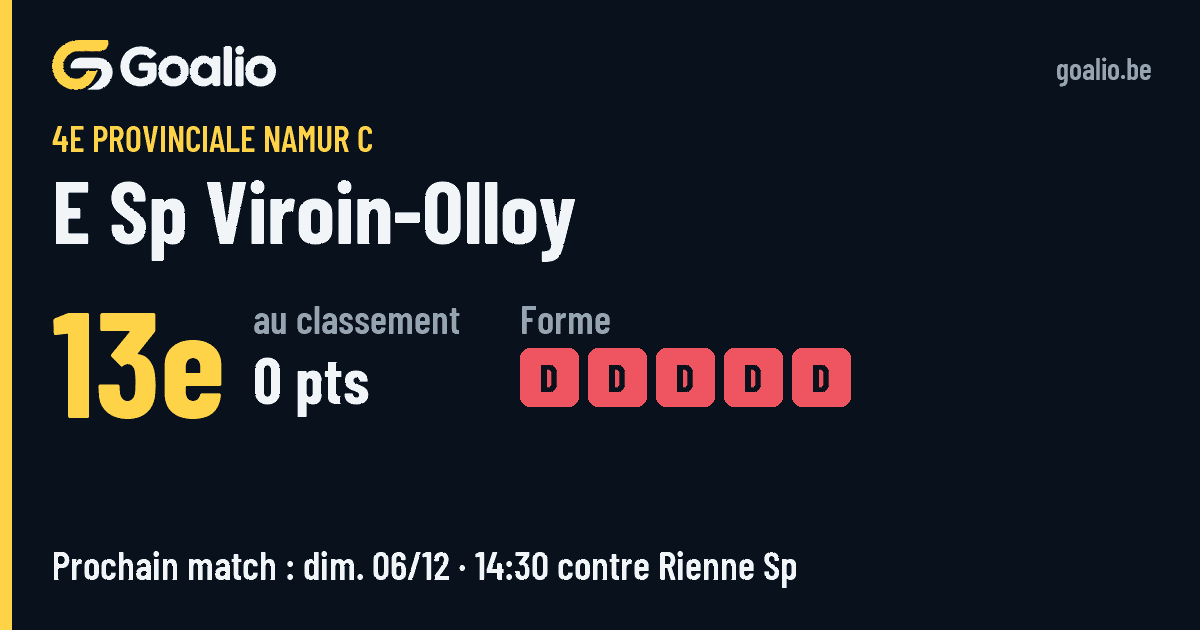 Goalio
goalio.be
4E PROVINCIALE NAMUR C
E Sp Viroin-Olloy
13e
au classement
0 pts
Forme
D D D D D
Prochain match : dim. 06/12 · 14:30 contre Rienne Sp